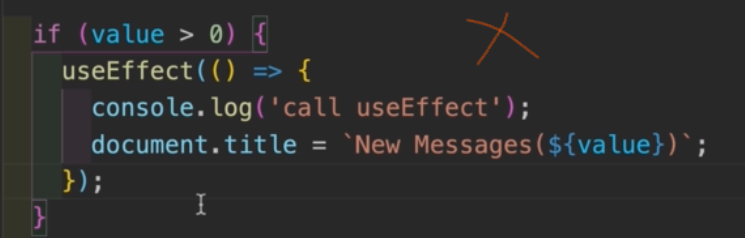 if (value > 0) {
useEffect(() => {
console.log('call useEffect');
document.title = `New Messages(${value})`;
});
}